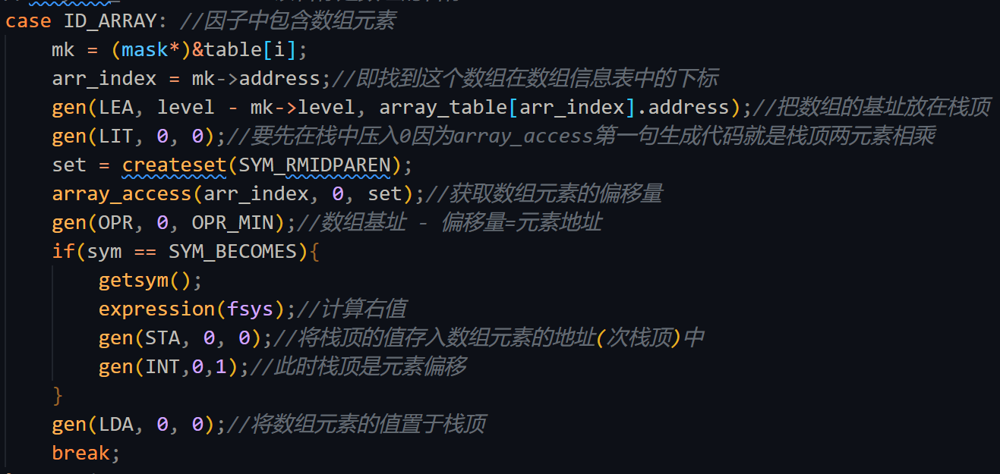 case ID_ARRAY: //因子中包含数组元素
    mk = (mask*)&table[i];
    arr_index = mk->address;//即找到这个数组在数组信息表中的下标
    gen(LEA, level - mk->level, array_table[arr_index].address);//把数组的基址放在栈顶
    gen(LIT, 0, 0);//要先在栈中压入0因为array_access第一句生成代码就是栈顶两元素相乘
    set = createset(SYM_RMIDPAREN);
    array_access(arr_index, 0, set);//获取数组元素的偏移量
    gen(OPR, 0, OPR_MIN);//数组基址 - 偏移量=元素地址
    if(sym == SYM_BECOMES){
        getsym();
        expression(fsys);//计算右值
        gen(STA, 0, 0);//将栈顶的值存入数组元素的地址(次栈顶)中
        gen(INT,0,1);//此时栈顶是元素偏移
    }
    gen(LDA, 0, 0);//将数组元素的值置于栈顶
    break;